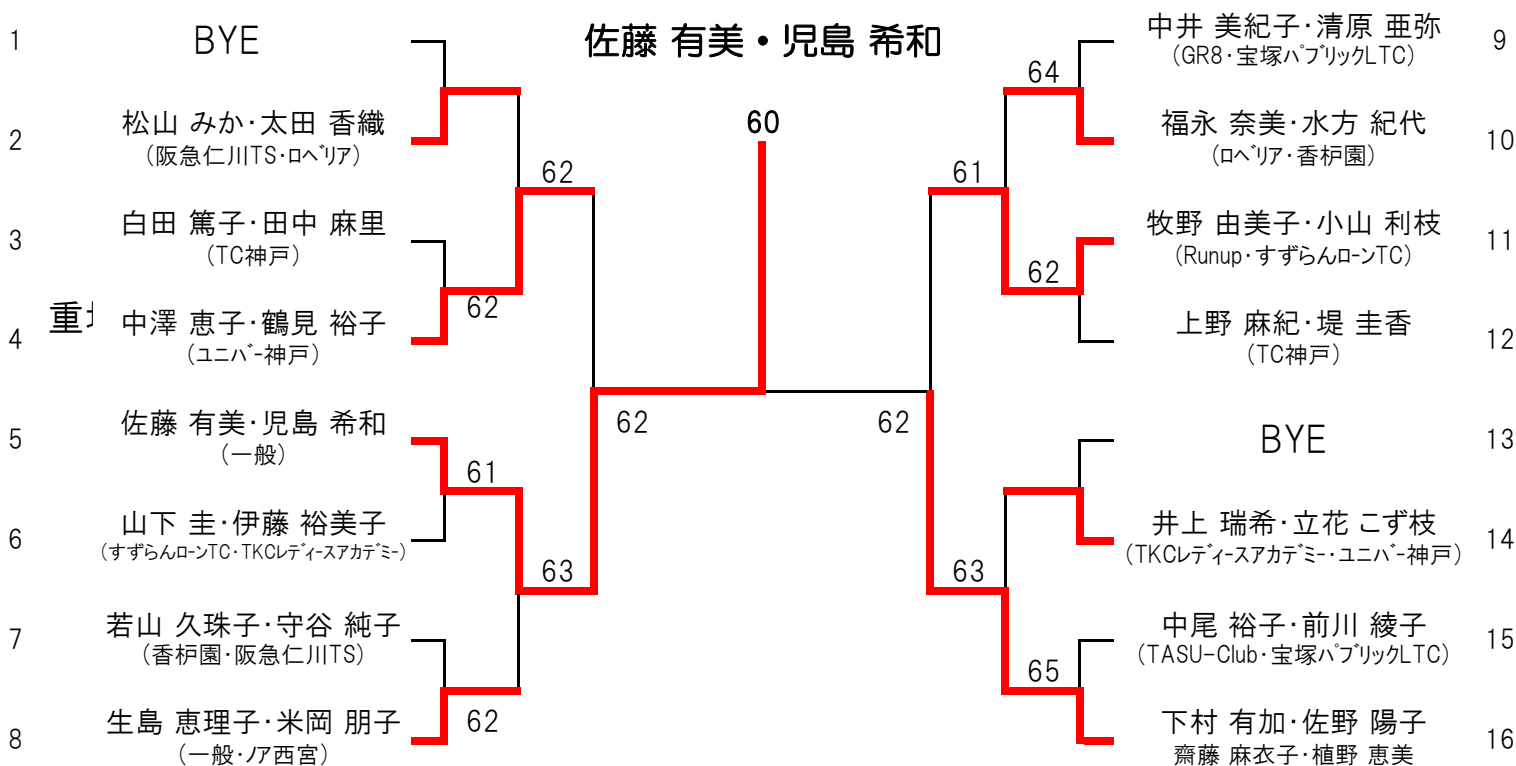 佐藤 有美・児島 希和
60
1
BYE
2
松山 みか・太田 香織
(阪急仁川TS・ロベリア)
62
3
白田 篤子・田中 麻里
(TC神戸)
62
重
4
中澤 恵子・鶴見 裕子
(ユニバー神戸)
62
5
佐藤 有美・児島 希和
(一般)
61
6
山下 圭・伊藤 裕美子
(すずらんローンTC・TKCレディースアカデミー)
63
7
若山 久珠子・守谷 純子
(香枦園・阪急仁川TS)
62
8
生島 恵理子・米岡 朋子
(一般・ノア西宮)
中井 美紀子・清原 亜弥
9
(GR8・宝塚パブリックLTC)
64
福永 奈美・水方 紀代
10
(ロベリア・香枦園)
61
牧野 由美子・小山 利枝
11
(Runup・すずらんローンTC)
62
上野 麻紀・堤 圭香
12
(TC神戸)
62
BYE
13
井上 瑞希・立花 こず枝
14
(TKCレディースアカデミー・ユニバー神戸)
63
中尾 裕子・前川 綾子
15
(TASU-Club・宝塚パブリックLTC)
65
下村 有加・佐野 陽子
16
齋藤 麻衣子・植野 恵美